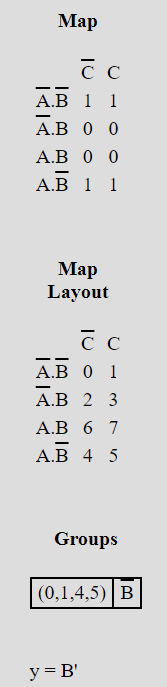 Map
C̅ C
A̅.B̅ 1 1
A̅.B 0 0
A.B 0 0
A.B̅ 1 1
Map
Layout
C̅ C
A̅.B̅ 0 1
A̅.B 2 3
A.B 6 7
A.B̅ 4 5
Groups
(0,1,4,5) B̅
y = B'